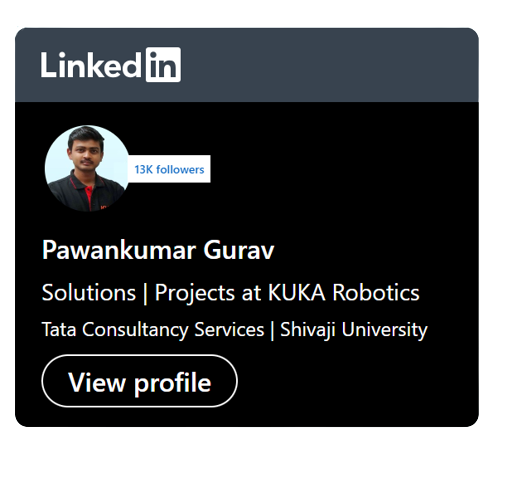 LinkedIn
13K followers
Pawankumar Gurav
Solutions | Projects at KUKA Robotics
Tata Consultancy Services | Shivaji University
View profile